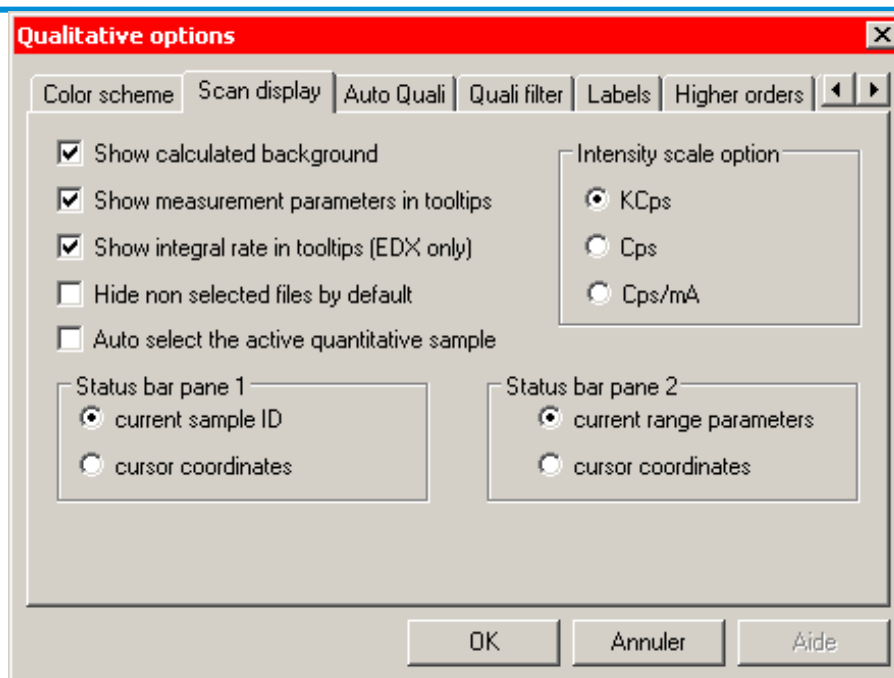 Qualitative options
Color scheme Scan display Auto Quali Quali filter Labels Higher orders
Show calculated background
Show measurement parameters in tooltips
Show integral rate in tooltips (EDX only)
Hide non selected files by default
Auto select the active quantitative sample
Intensity scale option
KCps
Cps
Cps/mA
Status bar pane 1
current sample ID
cursor coordinates
Status bar pane 2
current range parameters
cursor coordinates
OK Annuler Aide